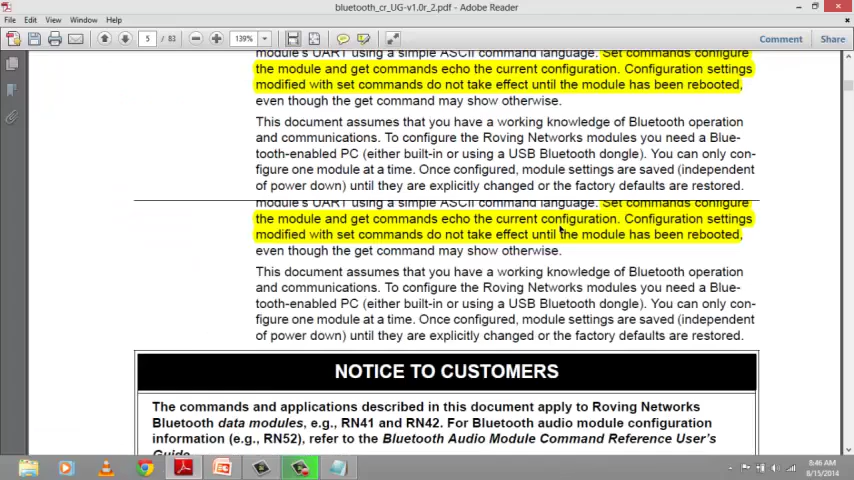 bluetooth_cr_UG-v1.0r_2.pdf - Adobe Reader
File Edit View Window Help
5 / 83 139% Comment Share
module's UART using a simple ASCII command language. Set commands configure
the module and get commands echo the current configuration. Configuration settings
modified with set commands do not take effect until the module has been rebooted,
even though the get command may show otherwise.
This document assumes that you have a working knowledge of Bluetooth operation
and communications. To configure the Roving Networks modules you need a Blue-
tooth-enabled PC (either built-in or using a USB Bluetooth dongle). You can only con-
figure one module at a time. Once configured, module settings are saved (independent
of power down) until they are explicitly changed or the factory defaults are restored.
module's UART using a simple ASCII command language. Set commands configure
the module and get commands echo the current configuration. Configuration settings
modified with set commands do not take effect until the module has been rebooted,
even though the get command may show otherwise.
This document assumes that you have a working knowledge of Bluetooth operation
and communications. To configure the Roving Networks modules you need a Blue-
tooth-enabled PC (either built-in or using a USB Bluetooth dongle). You can only con-
figure one module at a time. Once configured, module settings are saved (independent
of power down) until they are explicitly changed or the factory defaults are restored.
NOTICE TO CUSTOMERS
The commands and applications described in this document apply to Roving Networks
Bluetooth data modules, e.g., RN41 and RN42. For Bluetooth audio module configuration
information (e.g., RN52), refer to the Bluetooth Audio Module Command Reference User's
Guide.
8:46 AM
8/15/2014